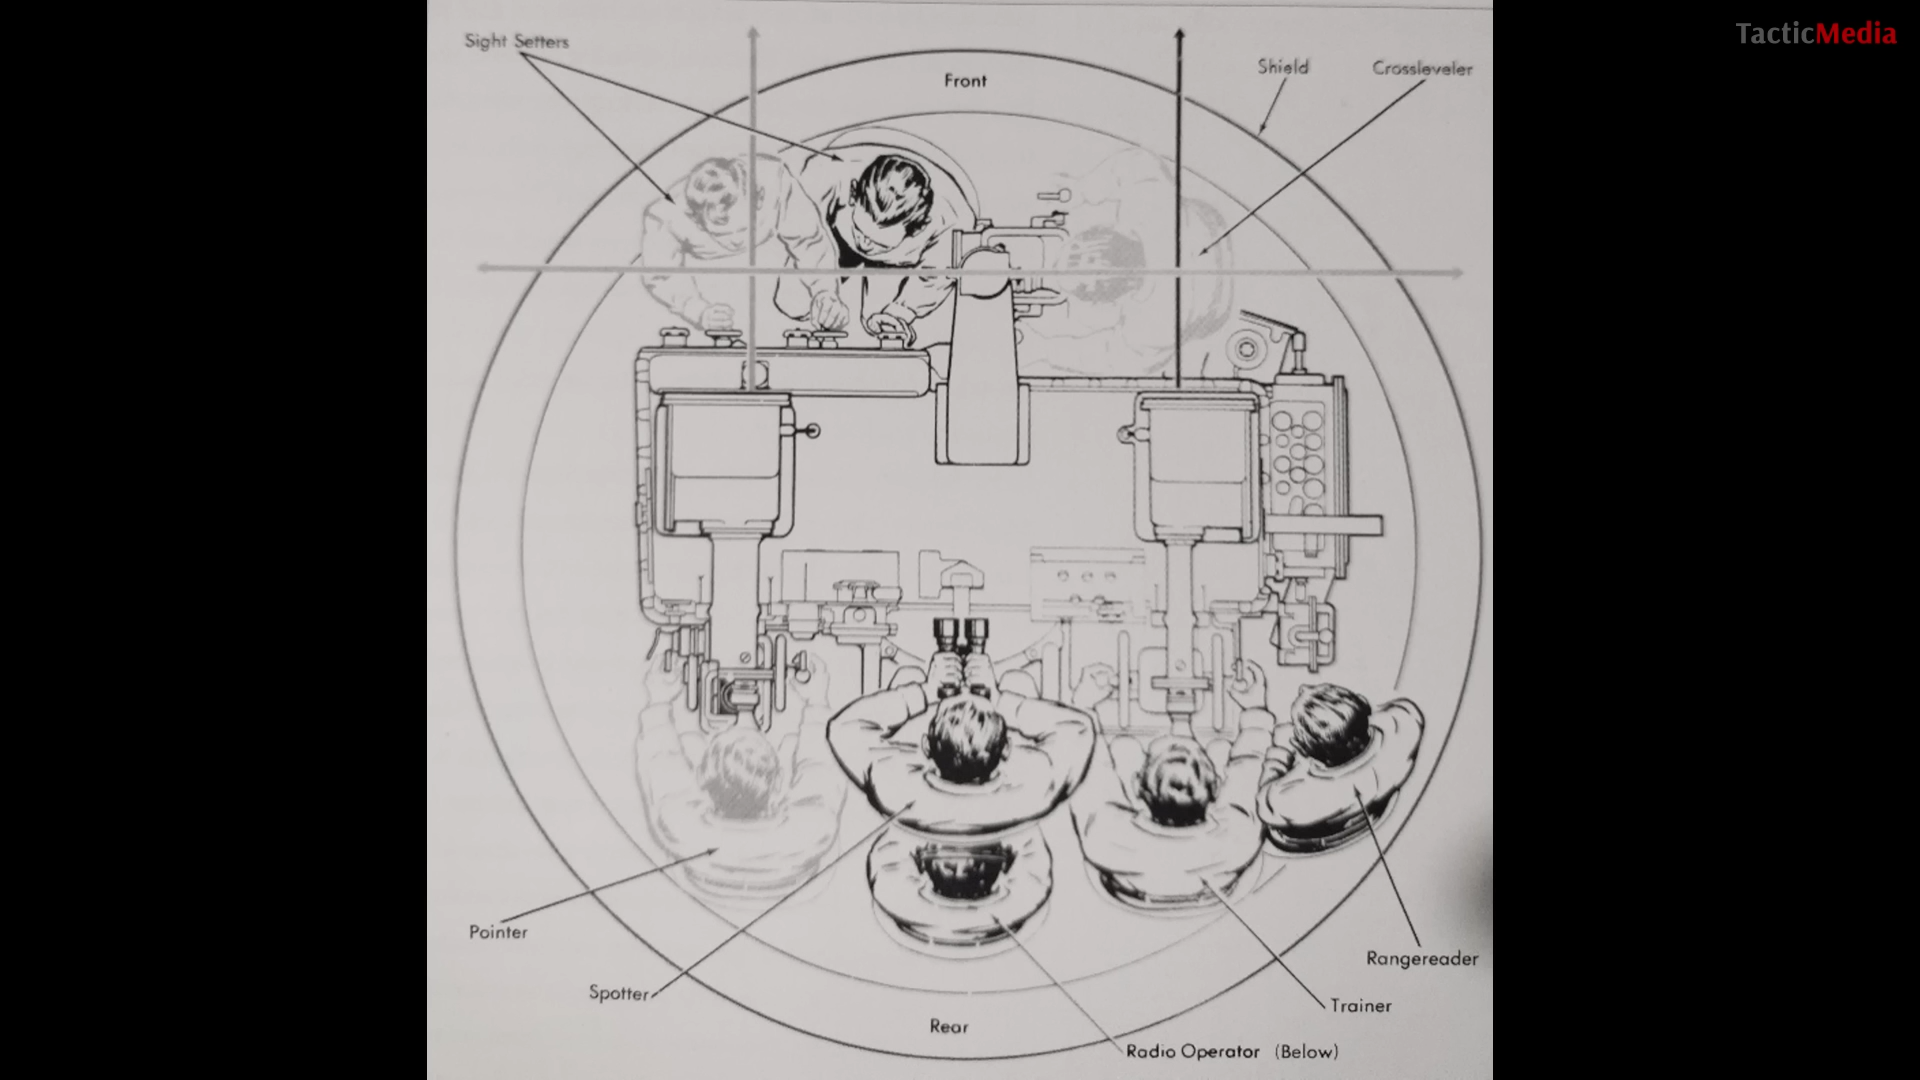 TacticMedia
Sight Setters
Shield
Crossleveler
Front
Pointer
Spotter
Rangereader
Trainer
Rear
Radio Operator (Below)